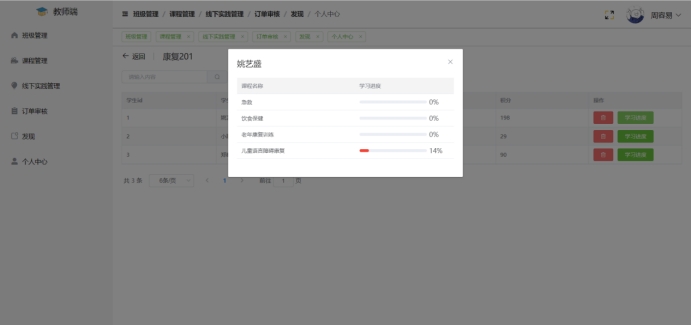 教师端
班级管理 / 课程管理 / 线下实践管理 / 订单审核 / 发现 / 个人中心
周容易
班级管理
课程管理
线下实践管理
订单审核
发现
个人中心
班级管理 课程管理 × 线下实践管理 × 订单审核 × 发现 × 个人中心 ×
← 返回 康复201
请输入内容
学生id 积分 操作
1 198 学习进度
2 29 学习进度
3 90 学习进度
共 3 条 6条/页 < 1 > 前往 1 页
姚艺盛 ×
课程名称 学习进度
急救 0%
饮食保健 0%
老年康复训练 0%
儿童语言障碍康复 14%